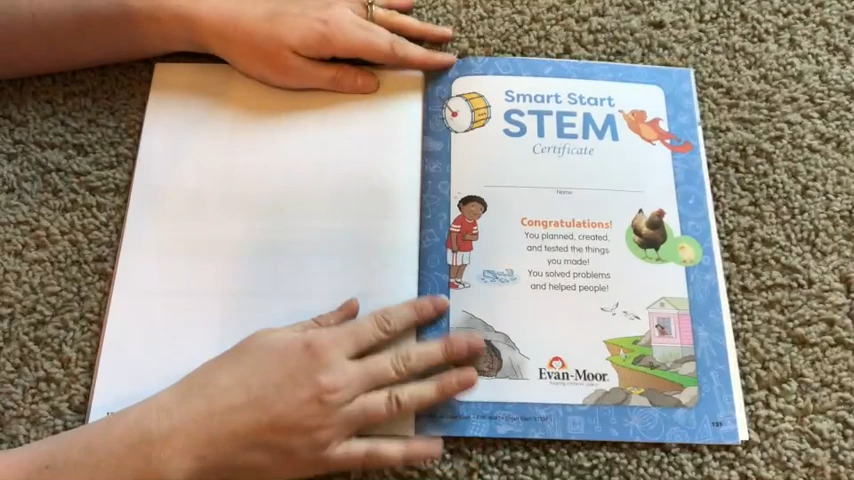 Smart Start
STEM
Certificate
Name
Congratulations!
You planned, created,
and tested the things
you made!
You solved problems
and helped people!
Evan-Moor
131